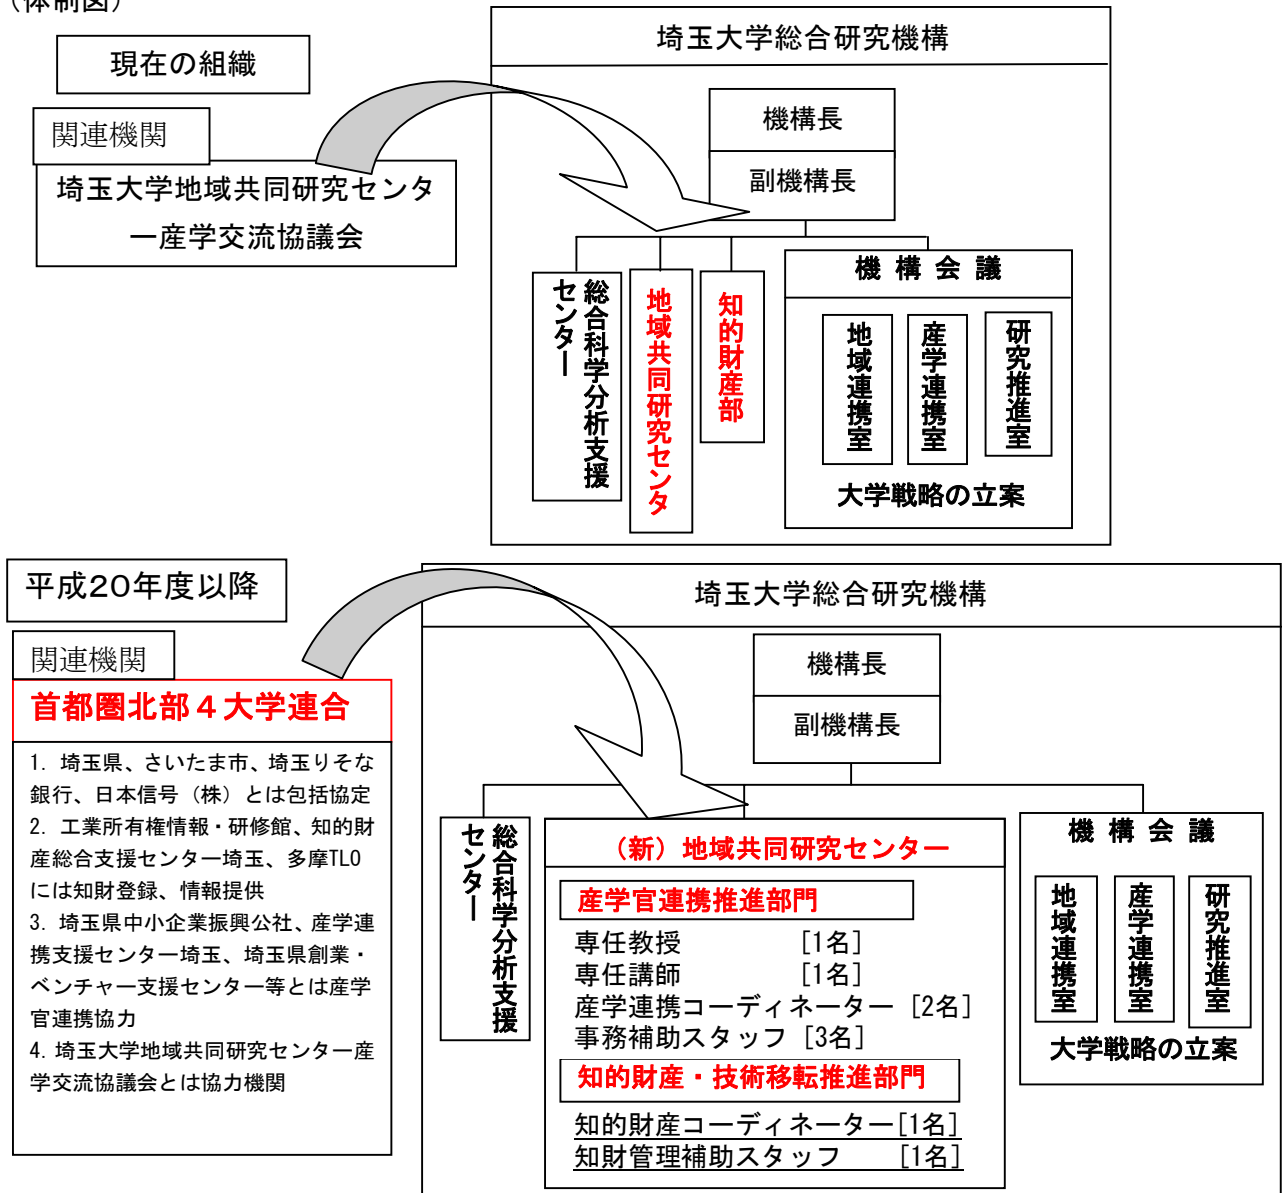 （体制図）
現在の組織
関連機関
埼玉大学地域共同研究センタ
ー産学交流協議会
埼玉大学総合研究機構
機構長
副機構長
総合科学分析支援
センター
地域共同研究センタ
知的財産部
機 構 会 議
地域連携室
産学連携室
研究推進室
大学戦略の立案
平成20年度以降
関連機関
首都圏北部４大学連合
1. 埼玉県、さいたま市、埼玉りそな
銀行、日本信号（株）とは包括協定
2. 工業所有権情報・研修館、知的財
産総合支援センター埼玉、多摩TLO
には知財登録、情報提供
3. 埼玉県中小企業振興公社、産学連
携支援センター埼玉、埼玉県創業・
ベンチャー支援センター等とは産学
官連携協力
4. 埼玉大学地域共同研究センター産
学交流協議会とは協力機関
埼玉大学総合研究機構
機構長
副機構長
総合科学分析支援
センター
（新）地域共同研究センター
産学官連携推進部門
専任教授 [1名]
専任講師 [1名]
産学連携コーディネーター [2名]
事務補助スタッフ [3名]
知的財産・技術移転推進部門
知的財産コーディネーター[1名]
知財管理補助スタッフ [1名]
機 構 会 議
地域連携室
産学連携室
研究推進室
大学戦略の立案